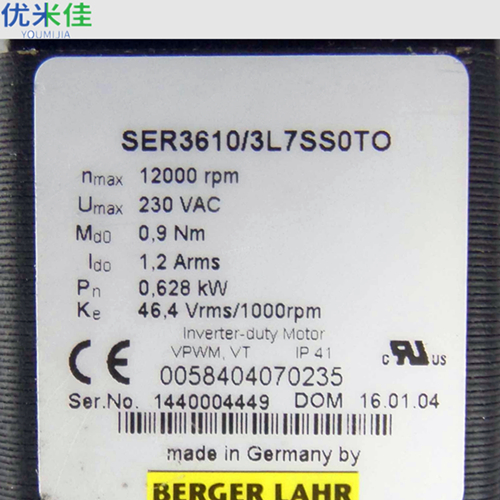 优米佳
YOUMIJIA
SER3610/3L7SS0TO
nmax 12000 rpm
Umax 230 VAC
Md0 0,9 Nm
Ido 1,2 Arms
Pn 0,628 kW
Ke 46,4 Vrms/1000rpm
Inverter-duty Motor
VPWM, VT IP 41
CE c RU US
0058404070235
Ser.No. 1440004449 DOM 16.01.04
made in Germany by
BERGER LAHR